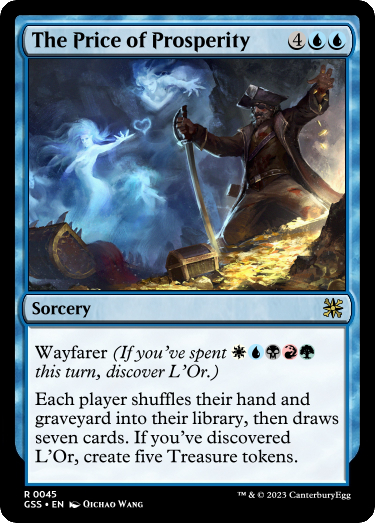 The Price of Prosperity 4
Sorcery
Wayfarer (If you've spent
this turn, discover L'Or.)
Each player shuffles their hand and
graveyard into their library, then draws
seven cards. If you've discovered
L'Or, create five Treasure tokens.
R 0045
GSS • EN Oichao Wang
™ & © 2023 CanterburyEgg